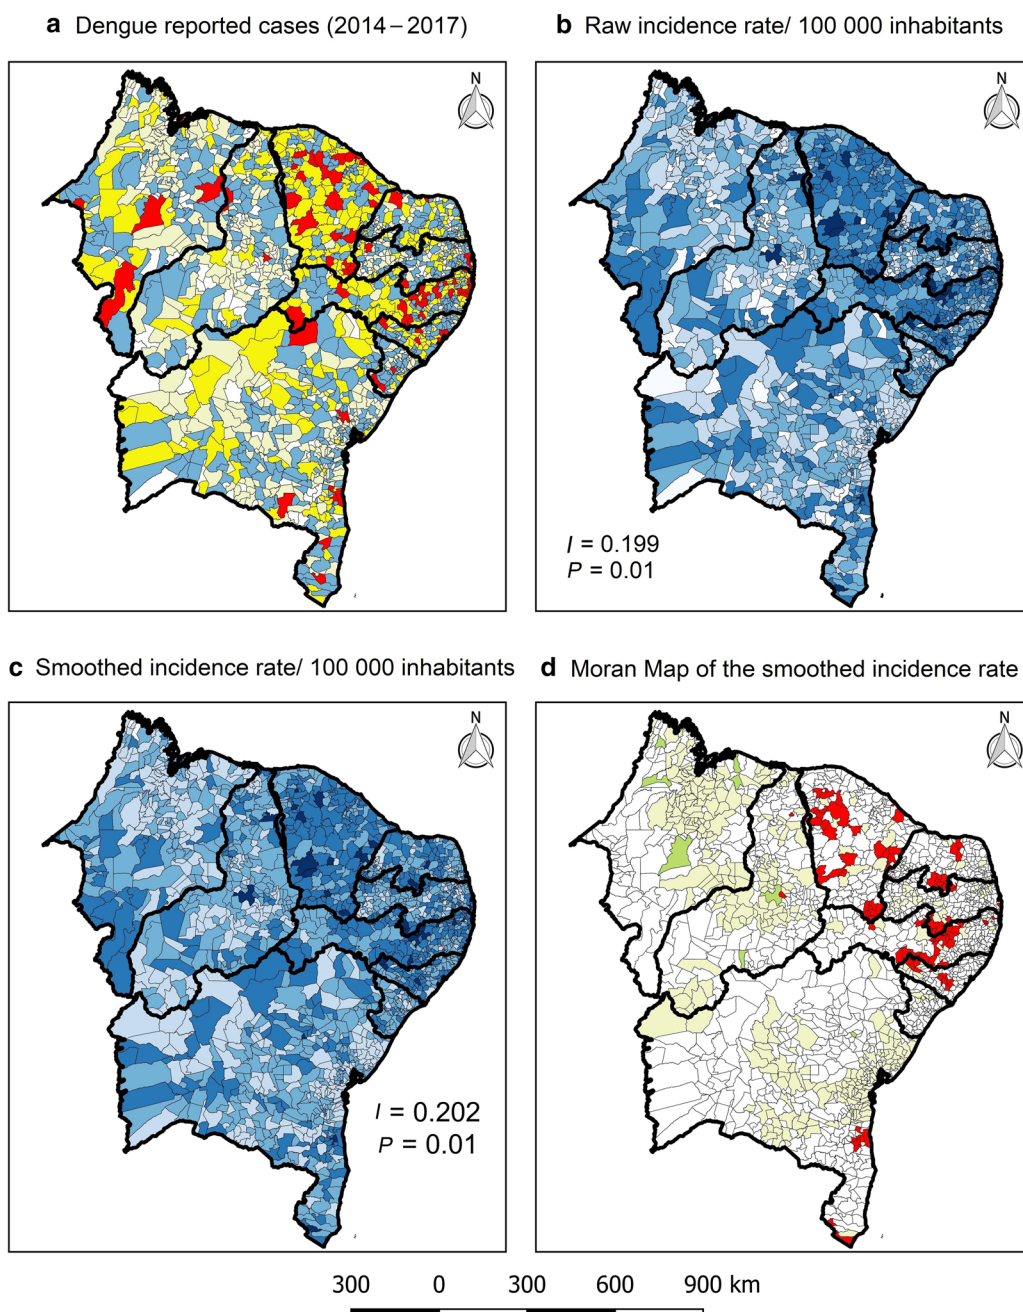 a Dengue reported cases (2014–2017)
b Raw incidence rate/ 100 000 inhabitants
N
N
I = 0.199
P = 0.01
c Smoothed incidence rate/ 100 000 inhabitants
d Moran Map of the smoothed incidence rate
N
N
I = 0.202
P = 0.01
300 0 300 600 900 km